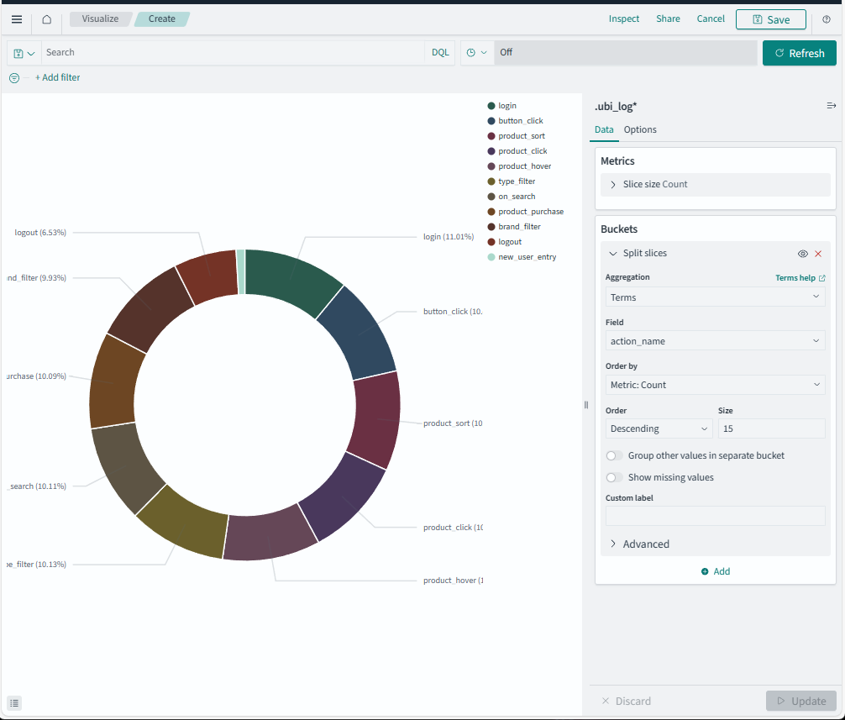 Visualize Create Inspect Share Cancel Save
Search DQL Off Refresh
+ Add filter
login
button_click
product_sort
product_click
product_hover
type_filter
on_search
product_purchase
brand_filter
logout
new_user_entry
logout (6.53%)
login (11.01%)
nd_filter (9.93%)
button_click (10.
urchase (10.09%)
product_sort (10
_search (10.11%)
product_click (10
e_filter (10.13%)
product_hover (1
.ubi_log*
Data Options
Metrics
Slice size Count
Buckets
Split slices
Aggregation Terms help
Terms
Field
action_name
Order by
Metric: Count
Order Size
Descending 15
Group other values in separate bucket
Show missing values
Custom label
Advanced
Add
Discard Update